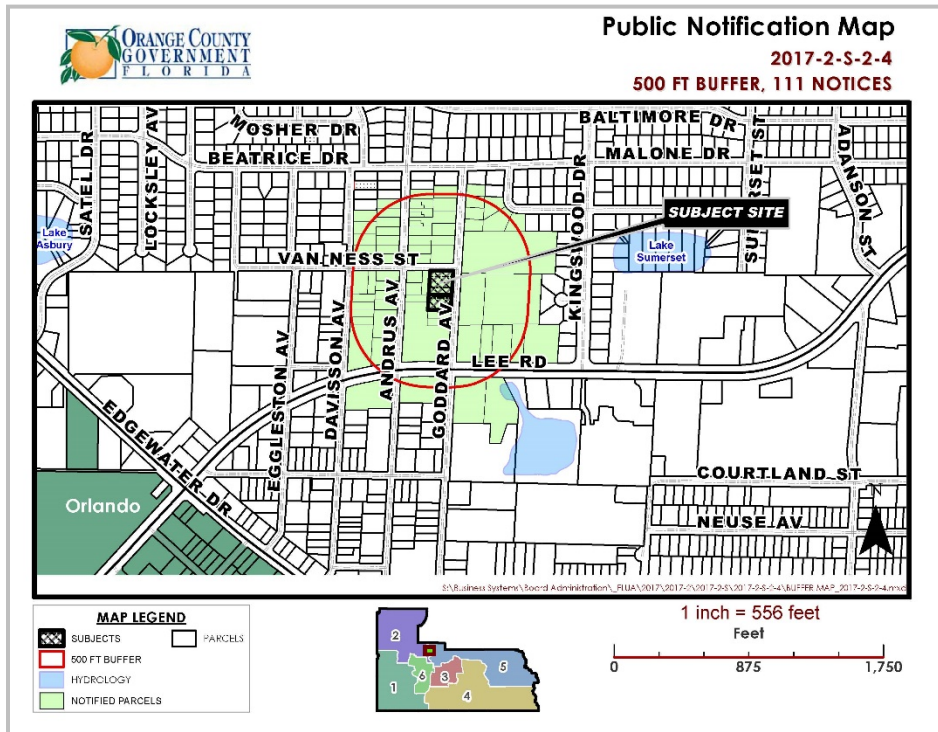 ORANGE COUNTY
GOVERNMENT
FLORIDA
Public Notification Map
2017-2-S-2-4
500 FT BUFFER, 111 NOTICES
SATEL DR
LOCKSLEY AV
MOSHER DR
BEATRICE DR
BALTIMORE DR
MALONE DR
ADANSON ST
SUBJECT SITE
Lake
Asbury
Lake
Sumerset
VAN NESS ST
KINGSWOOD DR
EGGLESTON AV
DAVISSON AV
ANDRUS AV
GODDARD AV
LEE RD
EDGEWATER DR
COURTLAND ST
Orlando
NEUSE AV
N
MAP LEGEND
SUBJECTS
PARCELS
500 FT BUFFER
HYDROLOGY
NOTIFIED PARCELS
2
1
6
3
5
4
1 inch = 556 feet
Feet
0 875 1,750